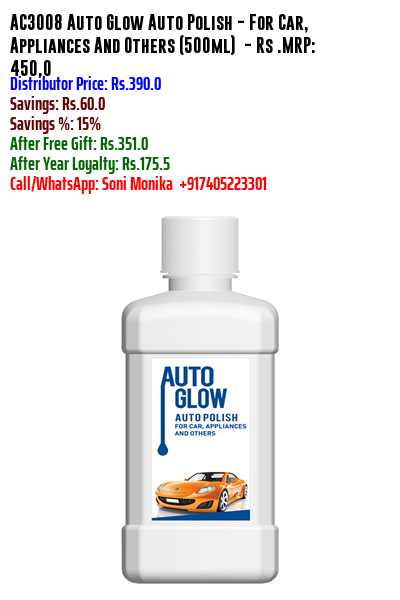 AC3008 Auto Glow Auto Polish - For Car,
Appliances And Others (500ml)  - Rs .MRP:
450.0
Distributor Price: Rs.390.0
Savings: Rs.60.0
Savings %: 15%
After Free Gift: Rs.351.0
After Year Loyalty: Rs.175.5
Call/WhatsApp: Soni Monika  +917405223301
AUTO
GLOW
AUTO POLISH
FOR CAR, APPLIANCES
AND OTHERS